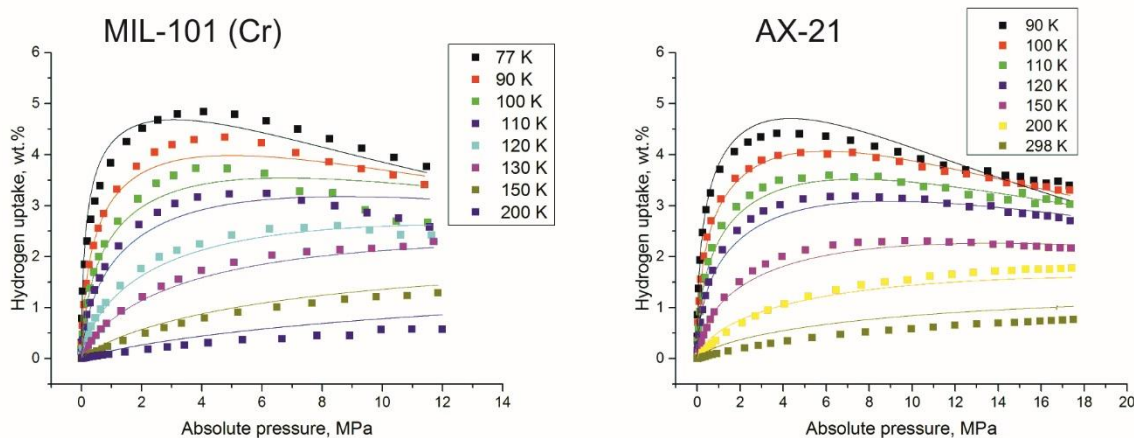 MIL-101 (Cr)
6
5
4
3
2
1
0
Hydrogen uptake, wt.%
77 K
90 K
100 K
110 K
120 K
130 K
150 K
200 K
0 2 4 6 8 10 12 14
Absolute pressure, MPa
AX-21
6
5
4
3
2
1
0
Hydrogen uptake, wt.%
90 K
100 K
110 K
120 K
150 K
200 K
298 K
0 2 4 6 8 10 12 14 16 18 20
Absolute pressure, MPa